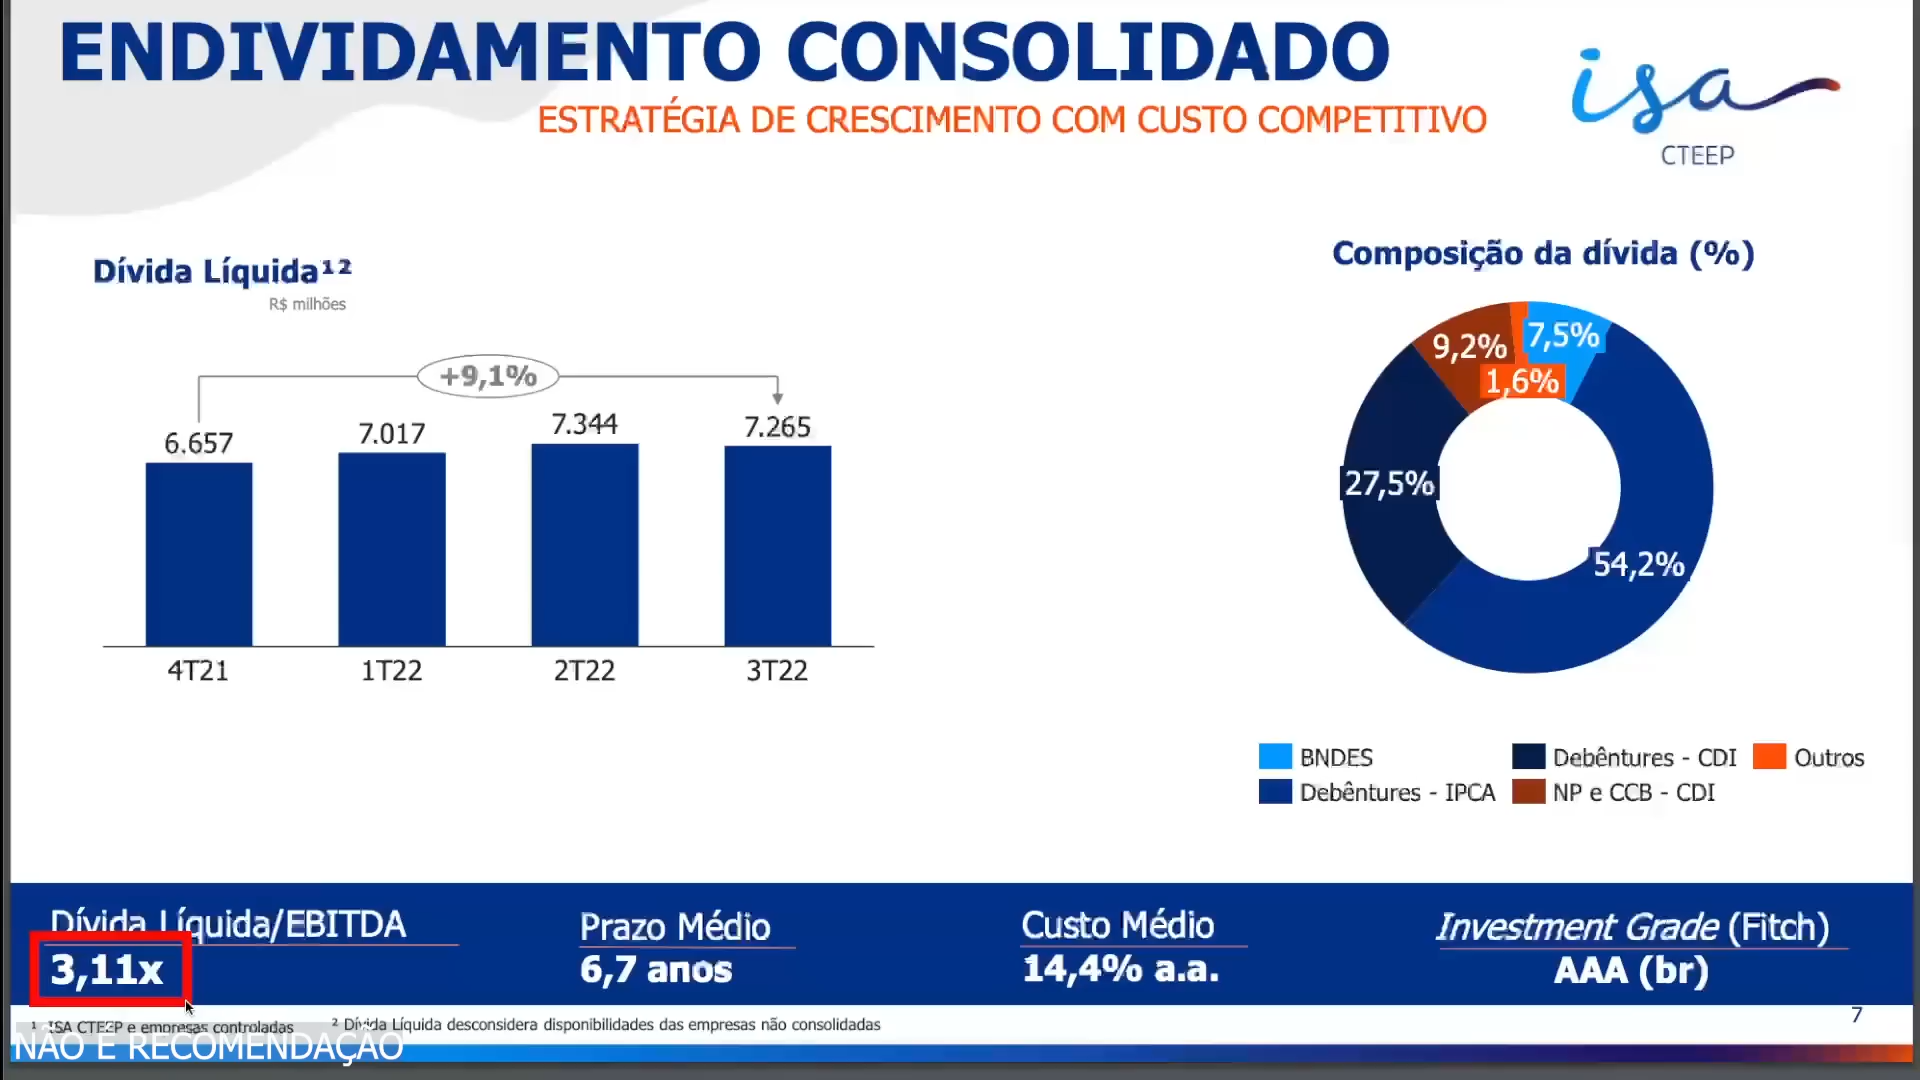 ENDIVIDAMENTO CONSOLIDADO
ESTRATÉGIA DE CRESCIMENTO COM CUSTO COMPETITIVO
isa
CTEEP
Dívida Líquida¹²
R$ milhões
+9,1%
6.657
7.017
7.344
7.265
4T21
1T22
2T22
3T22
Composição da dívida (%)
9,2%
7,5%
1,6%
27,5%
54,2%
BNDES
Debêntures - CDI
Outros
Debêntures - IPCA
NP e CCB - CDI
Dívida Líquida/EBITDA
3,11x
Prazo Médio
6,7 anos
Custo Médio
14,4% a.a.
Investment Grade (Fitch)
AAA (br)
¹ ISA CTEEP e empresas controladas
² Dívida Líquida desconsidera disponibilidades das empresas não consolidadas
7
NÃO É RECOMENDAÇÃO